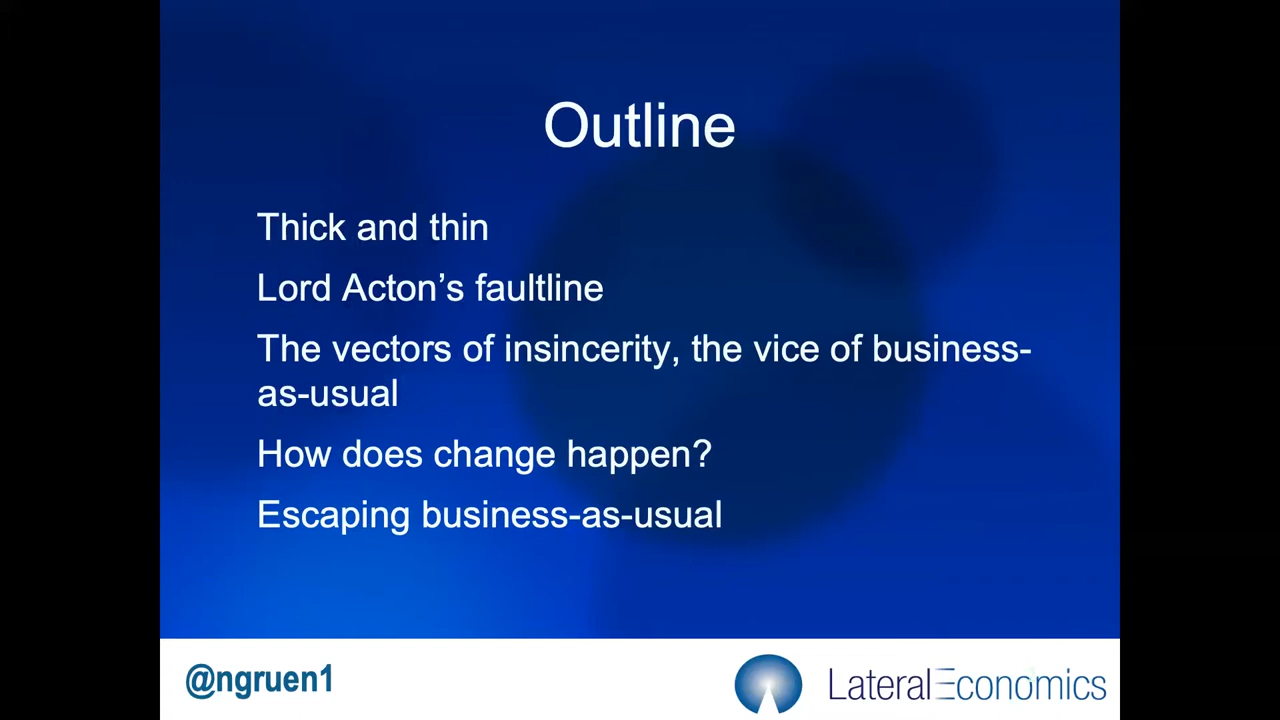 Outline
Thick and thin
Lord Acton’s faultline
The vectors of insincerity, the vice of business-
as-usual
How does change happen?
Escaping business-as-usual
@ngruen1
LateralEconomics